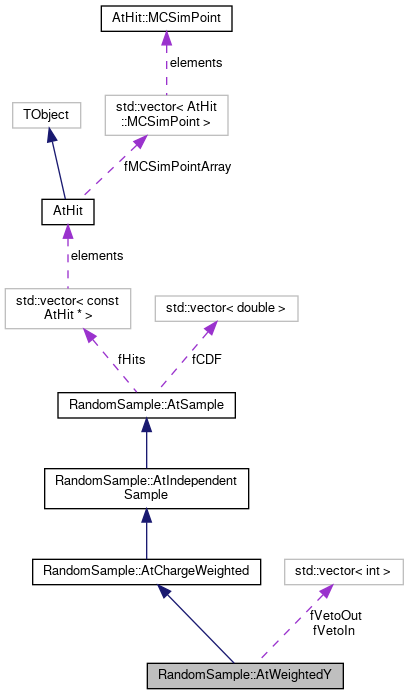 AtHit::MCSimPoint
elements
std::vector< AtHit
::MCSimPoint >
TObject
fMCSimPointArray
AtHit
elements
std::vector< const
AtHit * >
std::vector< double >
fHits
fCDF
RandomSample::AtSample
RandomSample::AtIndependent
Sample
RandomSample::AtChargeWeighted
std::vector< int >
fVetoOut
fVetoIn
RandomSample::AtWeightedY